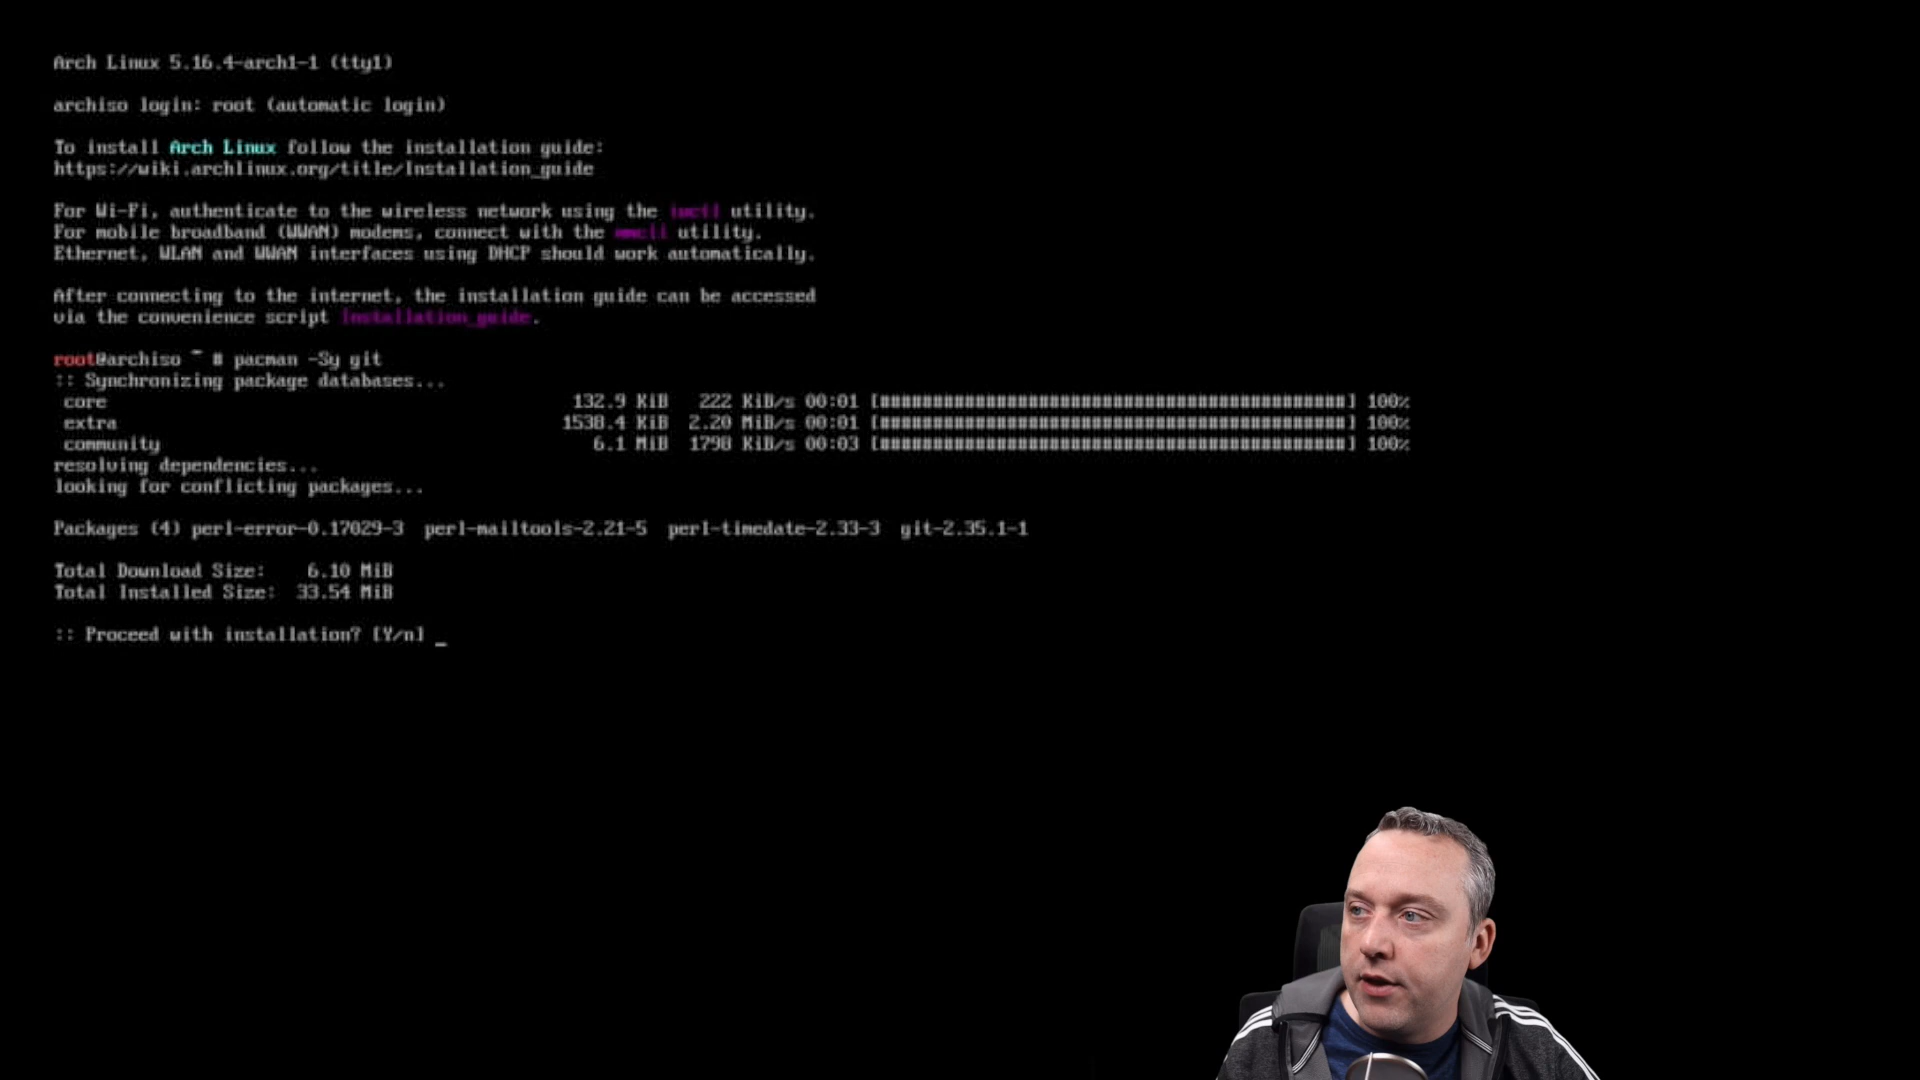 Arch Linux 5.16.4-arch1-1 (tty1)
archiso login: root (automatic login)
To install Arch Linux follow the installation guide:
https://wiki.archlinux.org/title/Installation_guide
For Wi-Fi, authenticate to the wireless network using the iwctl utility.
For mobile broadband (WWAN) modems, connect with the mmcli utility.
Ethernet, WLAN and WWAN interfaces using DHCP should work automatically.
After connecting to the internet, the installation guide can be accessed
via the convenience script Installation_guide.
root@archiso ~ # pacman -Sy git
:: Synchronizing package databases...
core 132.9 KiB 222 KiB/s 00:01 [############################################] 100%
extra 1538.4 KiB 2.20 MiB/s 00:01 [############################################] 100%
community 6.1 MiB 1798 KiB/s 00:03 [############################################] 100%
resolving dependencies...
looking for conflicting packages...
Packages (4) perl-error-0.17029-3 perl-mailtools-2.21-5 perl-timedate-2.33-3 git-2.35.1-1
Total Download Size: 6.10 MiB
Total Installed Size: 33.54 MiB
:: Proceed with installation? [Y/n] _